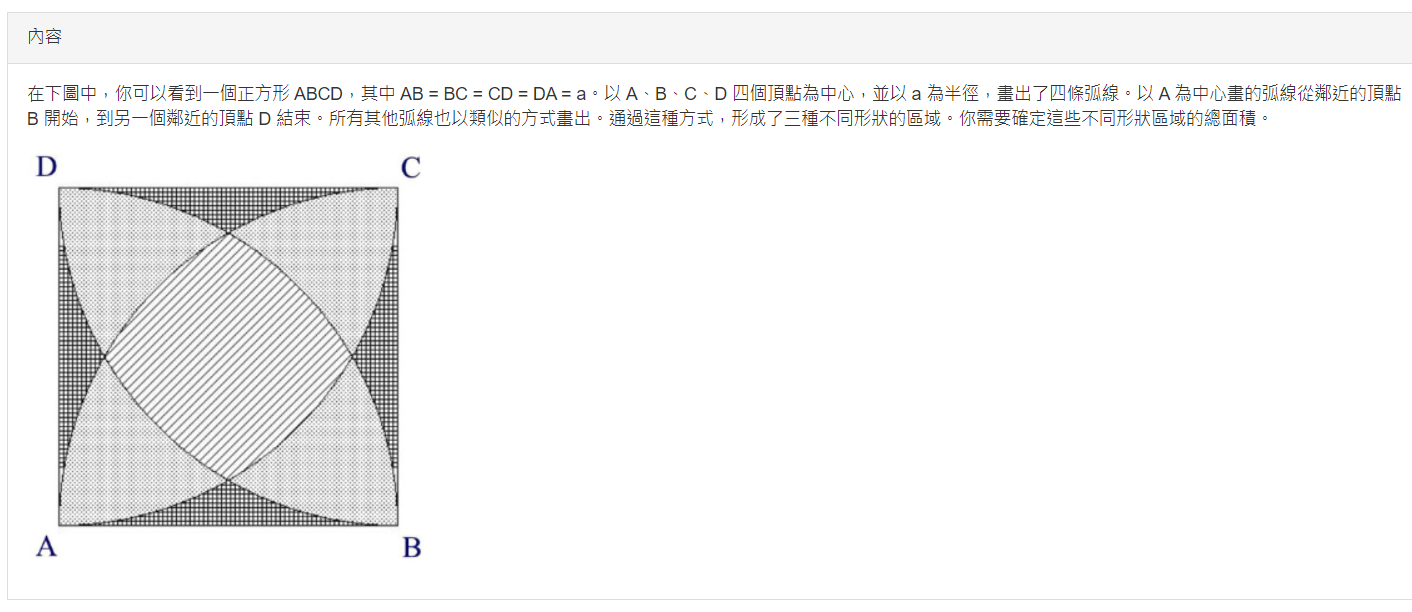 內容
在下圖中,你可以看到一個正方形 ABCD,其中 AB = BC = CD = DA = a。以 A、B、C、D 四個頂點為中心,並以 a 為半徑,畫出了四條弧線。以 A 為中心畫的弧線從鄰近的頂點
B 開始,到另一個鄰近的頂點 D 結束。所有其他弧線也以類似的方式畫出。通過這種方式,形成了三種不同形狀的區域。你需要確定這些不同形狀區域的總面積。
D C
A B